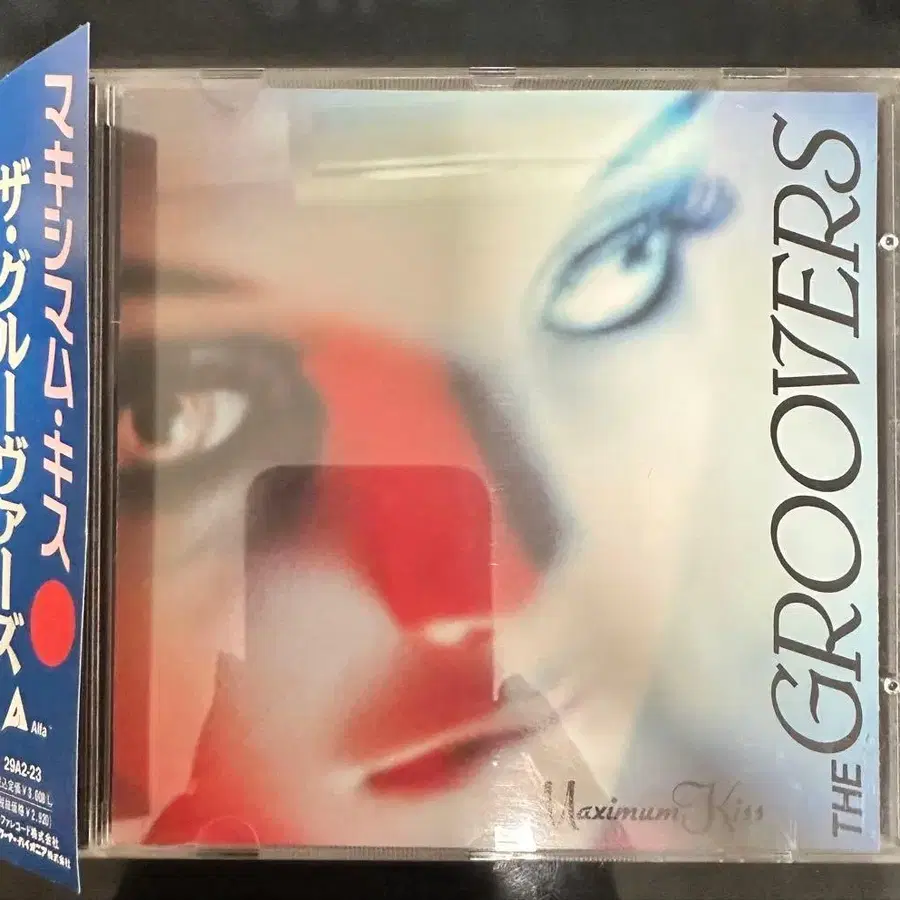 マキシマム・キス
ザ・グルーヴァーズ
Alfa
29A2-23
THE GROOVERS
Maximum Kiss